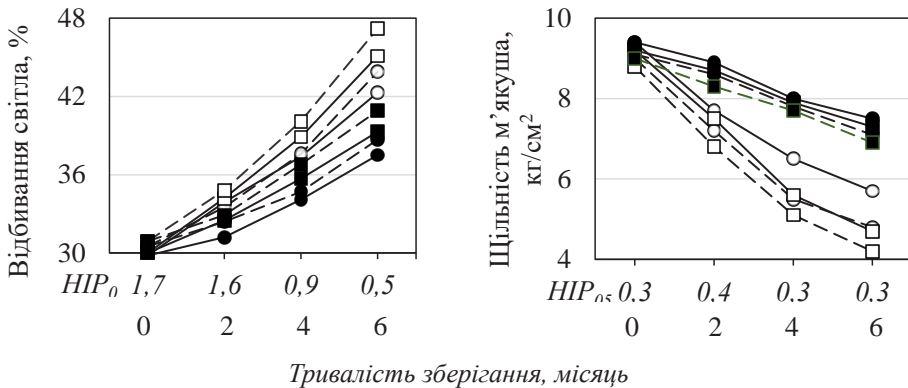 Відбивання світла, %
48
42
36
30
НІР₀ 1,7 1,6 0,9 0,5
0 2 4 6
Щільність м’якуша,
кг/см²
10
8
6
4
НІР₀₅ 0.3 0.4 0.3 0.3
0 2 4 6
Тривалість зберігання, місяць